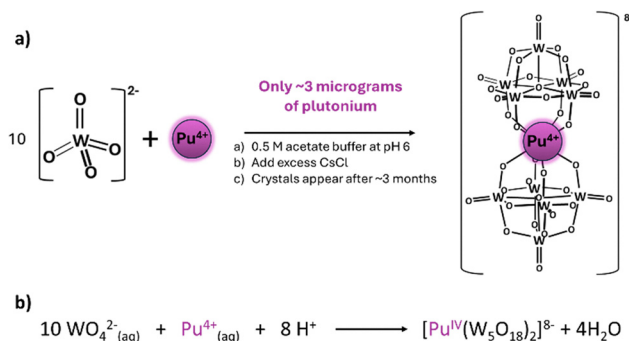 a)
10
2-
O
W
O
O
O
+
Pu4+
Only ~3 micrograms
of plutonium
a) 0.5 M acetate buffer at pH 6
b) Add excess CsCl
c) Crystals appear after ~3 months
8
Pu4+
b)
10 WO₄²⁻(aq) + Pu⁴⁺(aq) + 8 H⁺ ⟶ [Puᴵⱽ(W₅O₁₈)₂]⁸⁻ + 4H₂O